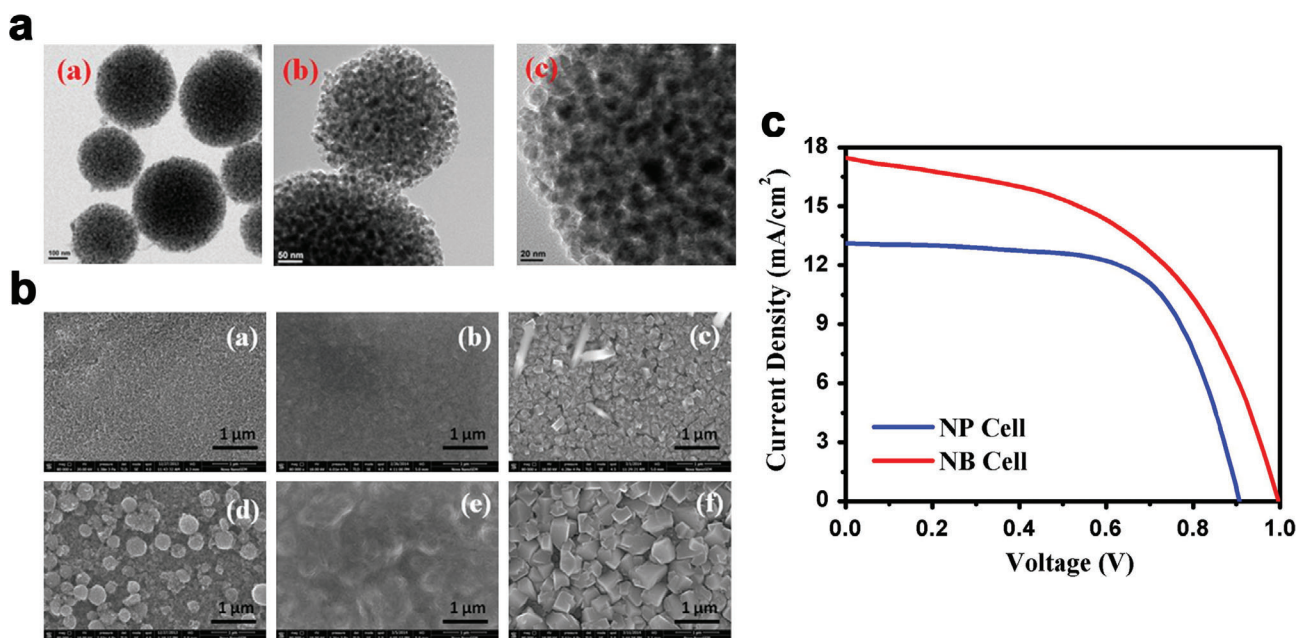 a
(a)
(b)
(c)
100 nm
50 nm
20 nm
b
(a)
(b)
(c)
1 μm
1 μm
1 μm
(d)
(e)
(f)
1 μm
1 μm
1 μm
c
Current Density (mA/cm²)
18
15
12
9
6
3
0
NP Cell
NB Cell
0.0 0.2 0.4 0.6 0.8 1.0
Voltage (V)